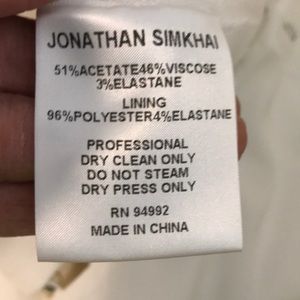 JONATHAN SIMKHAI
51%ACETATE46%VISCOSE
3%ELASTANE
LINING
96%POLYESTER4%ELASTANE
PROFESSIONAL
DRY CLEAN ONLY
DO NOT STEAM
DRY PRESS ONLY
RN 94992
MADE IN CHINA